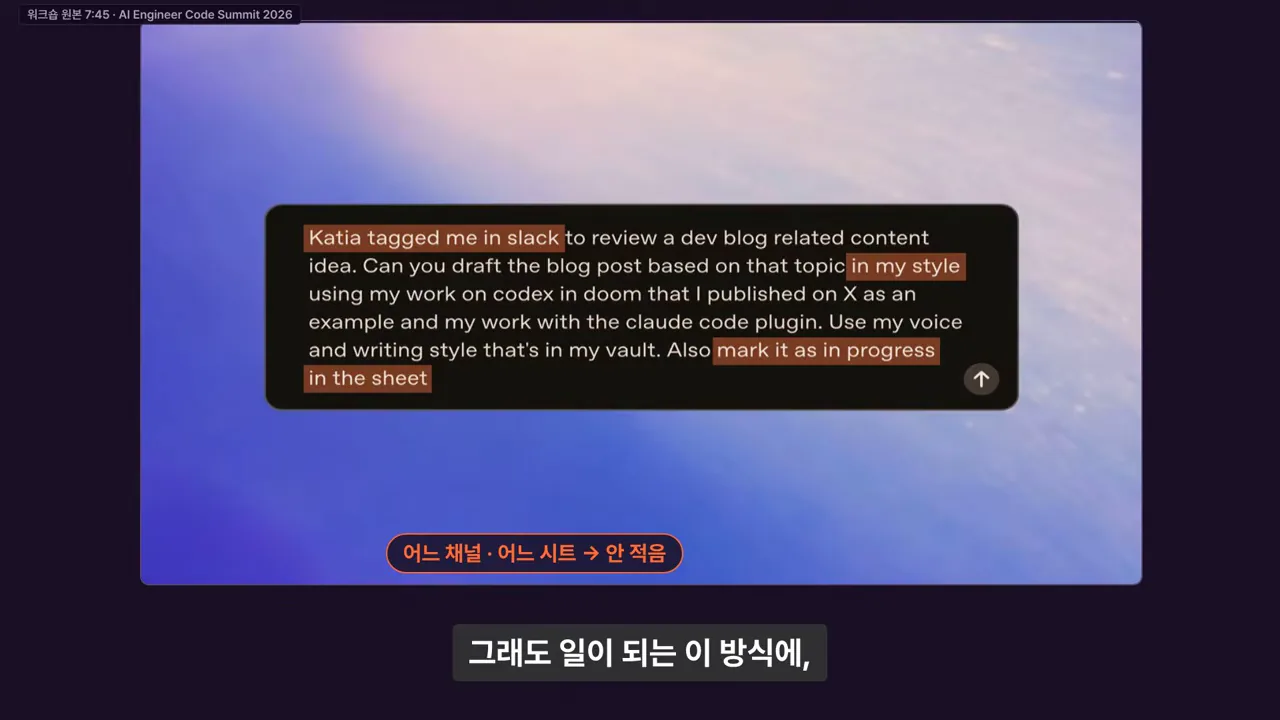 워크숍 원본 7:45 · AI Engineer Code Summit 2026
Katia tagged me in slack to review a dev blog related content
idea. Can you draft the blog post based on that topic in my style
using my work on codex in doom that I published on X as an
example and my work with the claude code plugin. Use my voice
and writing style that's in my vault. Also mark it as in progress
in the sheet
어느 채널 · 어느 시트 → 안 적음
그래도 일이 되는 이 방식에,